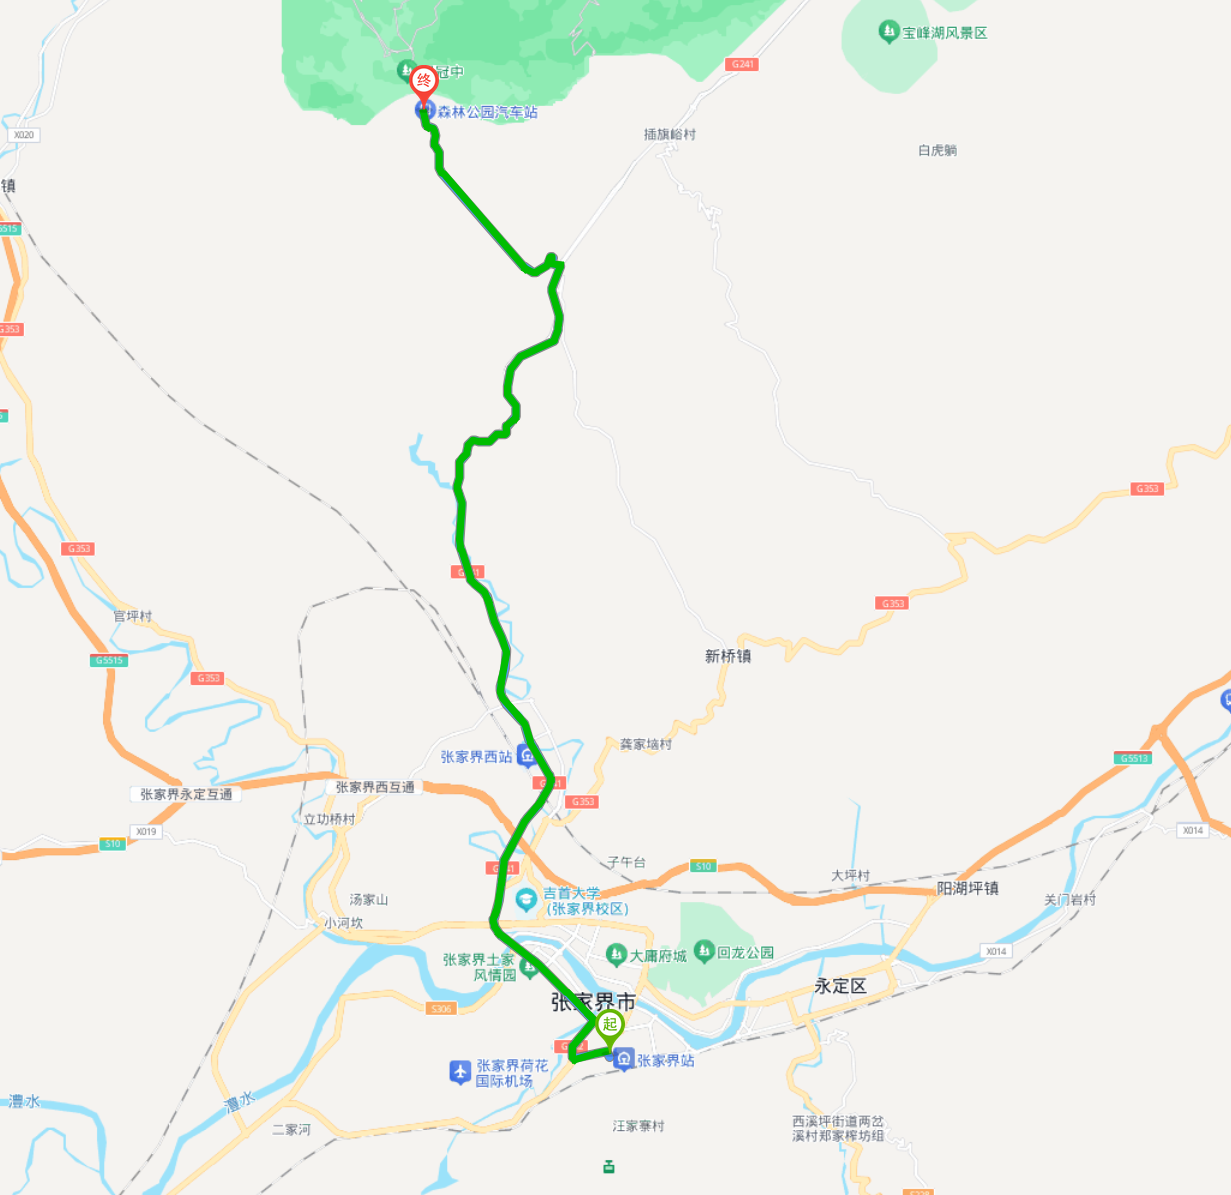 宝峰湖风景区
G241
冠中
终
森林公园汽车站
X020
插旗峪村
白虎躺
镇
G353
G353
G353
G353
官坪村
G5515
新桥镇
G353
龚家垴村
张家界西站
G5513
张家界永定互通
张家界西互通
G353
立功桥村
X019
X014
S10
子午台
S10
大坪村
阳湖坪镇
吉首大学
(张家界校区)
汤家山
关门岩村
小河坎
大庸府城
回龙公园
X014
张家界土家
风情园
永定区
张家界市
S306
起
张家界站
张家界荷花
国际机场
澧水
澧水
二家河
汪家寨村
西溪坪街道两岔
溪村郑家榨坊组